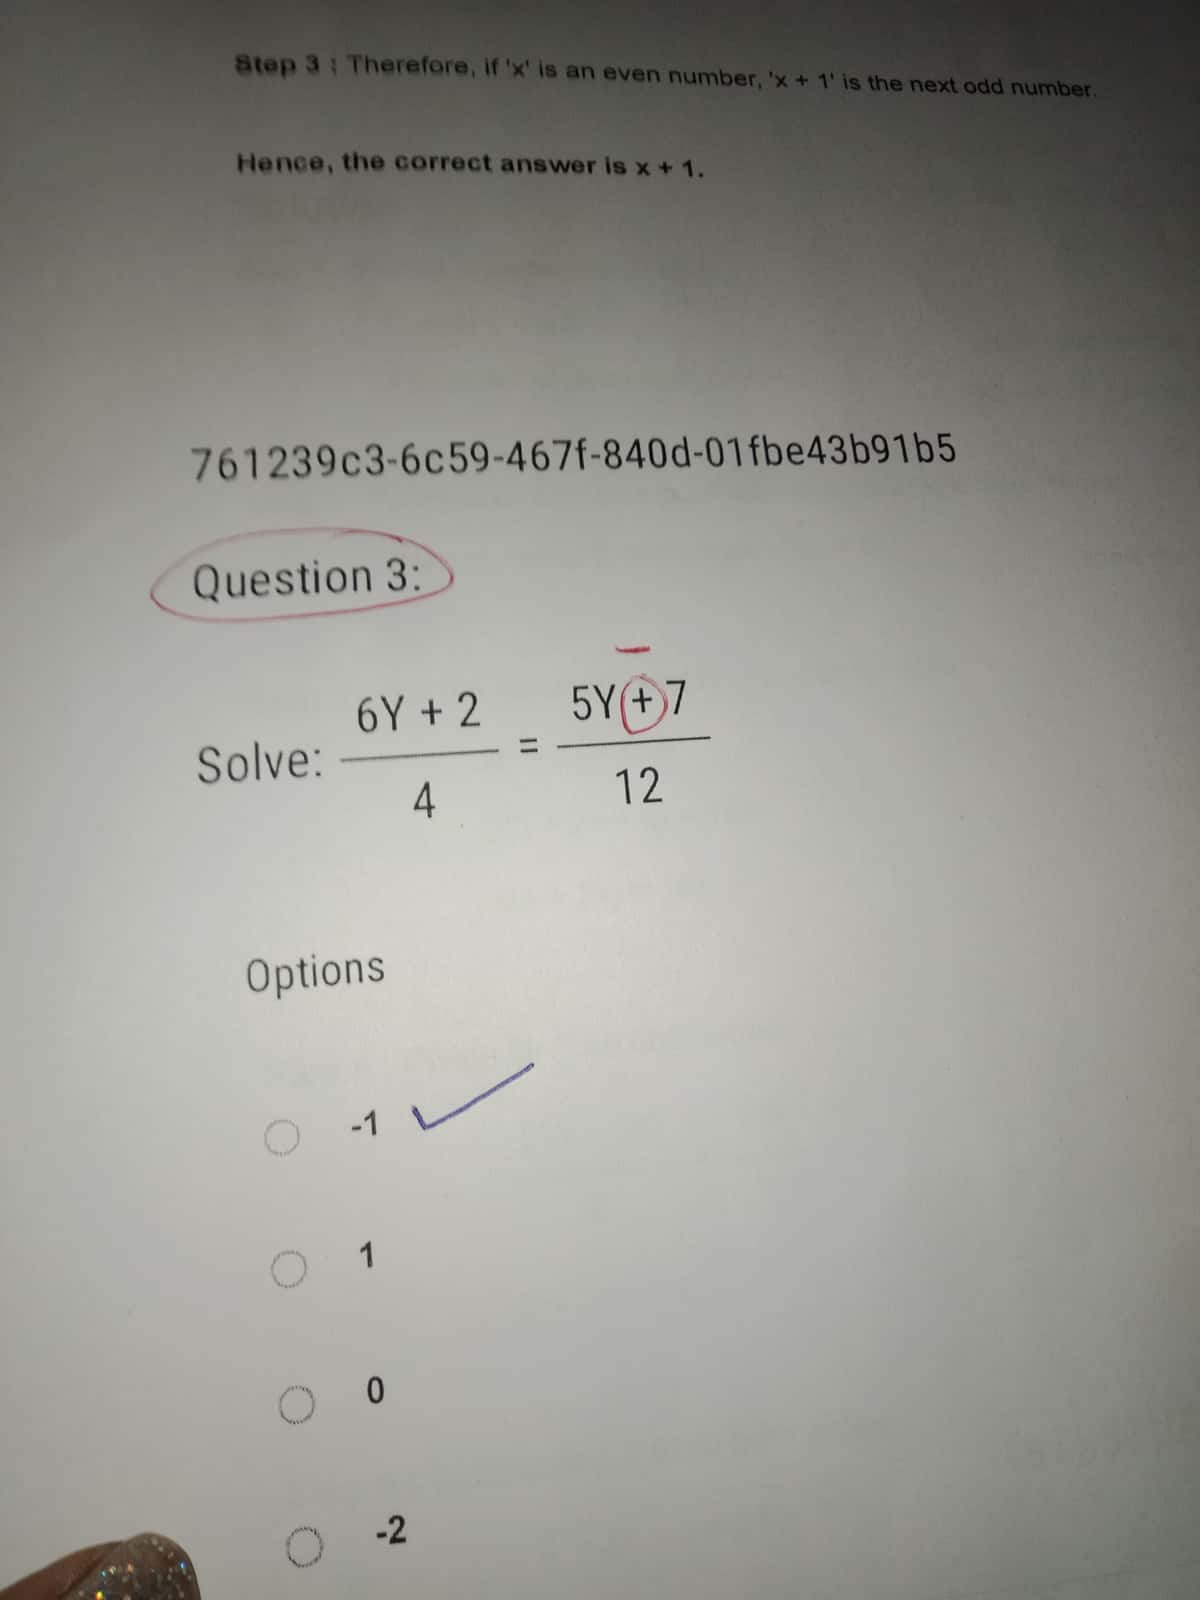 Step 3 : Therefore, if 'x' is an even number, 'x + 1' is the next odd number.
Hence, the correct answer is x + 1.
761239c3-6c59-467f-840d-01fbe43b91b5
Question 3:
−
6Y + 2 5Y + 7
Solve: =
4 12
Options
-1 ✓
1
0
-2